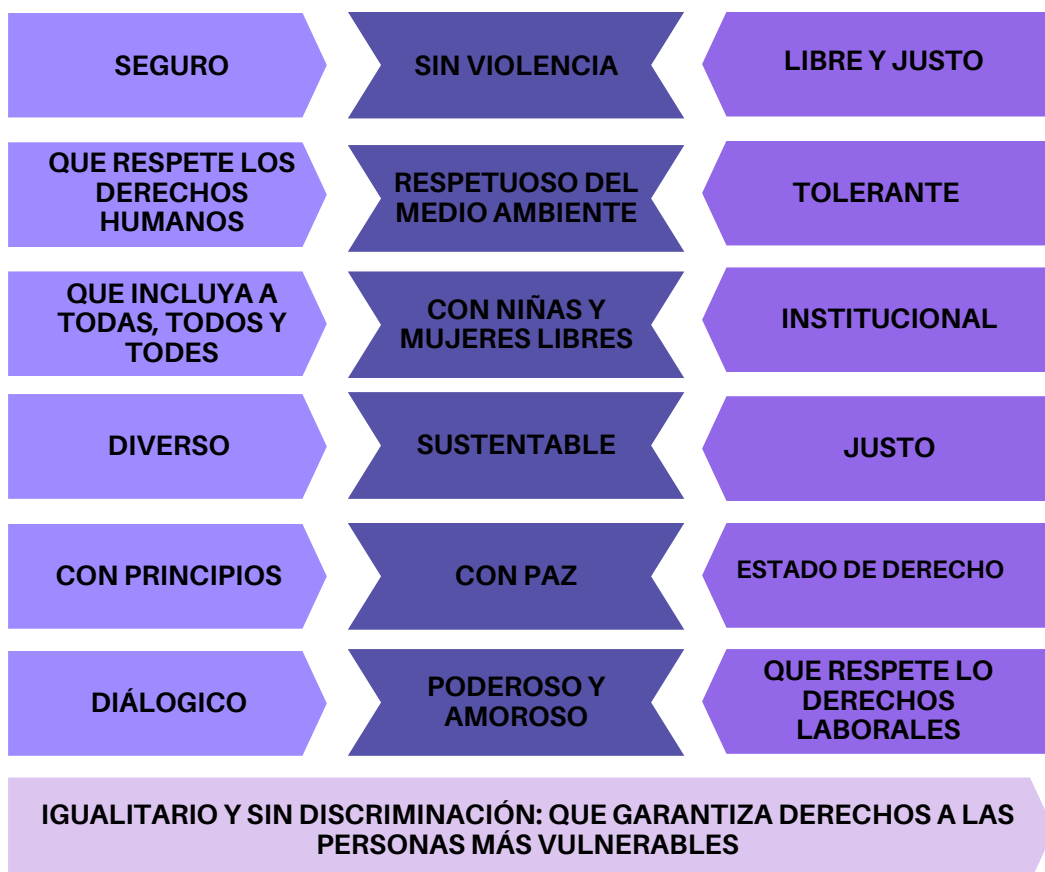 SEGURO
SIN VIOLENCIA
LIBRE Y JUSTO
QUE RESPETE LOS
DERECHOS
HUMANOS
RESPETUOSO DEL
MEDIO AMBIENTE
TOLERANTE
QUE INCLUYA A
TODAS, TODOS Y
TODES
CON NIÑAS Y
MUJERES LIBRES
INSTITUCIONAL
DIVERSO
SUSTENTABLE
JUSTO
CON PRINCIPIOS
CON PAZ
ESTADO DE DERECHO
DIÁLOGICO
PODEROSO Y
AMOROSO
QUE RESPETE LO
DERECHOS
LABORALES
IGUALITARIO Y SIN DISCRIMINACIÓN: QUE GARANTIZA DERECHOS A LAS
PERSONAS MÁS VULNERABLES